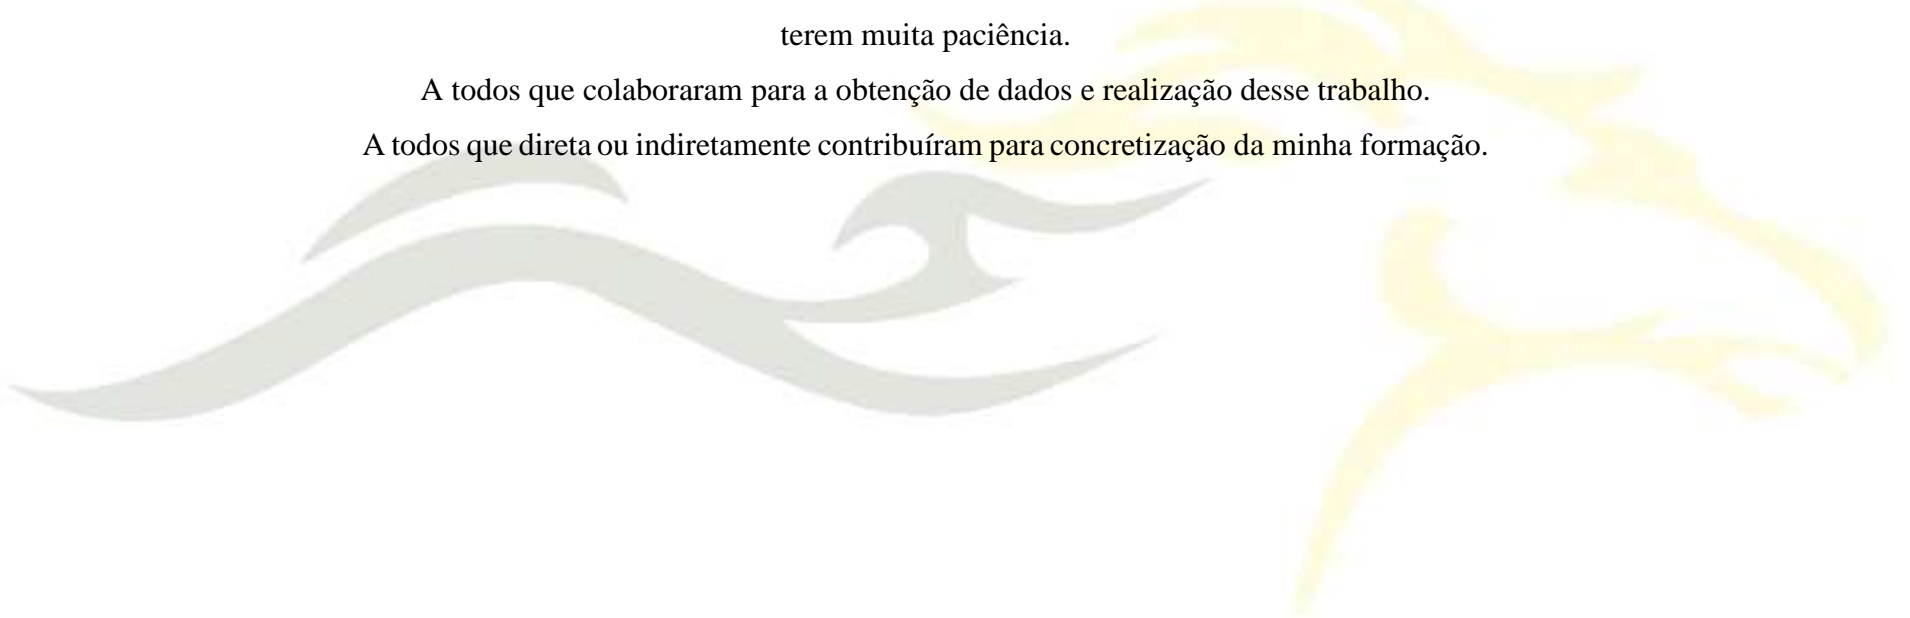 terem muita paciência.
A todos que colaboraram para a obtenção de dados e realização desse trabalho.
A todos que direta ou indiretamente contribuíram para concretização da minha formação.